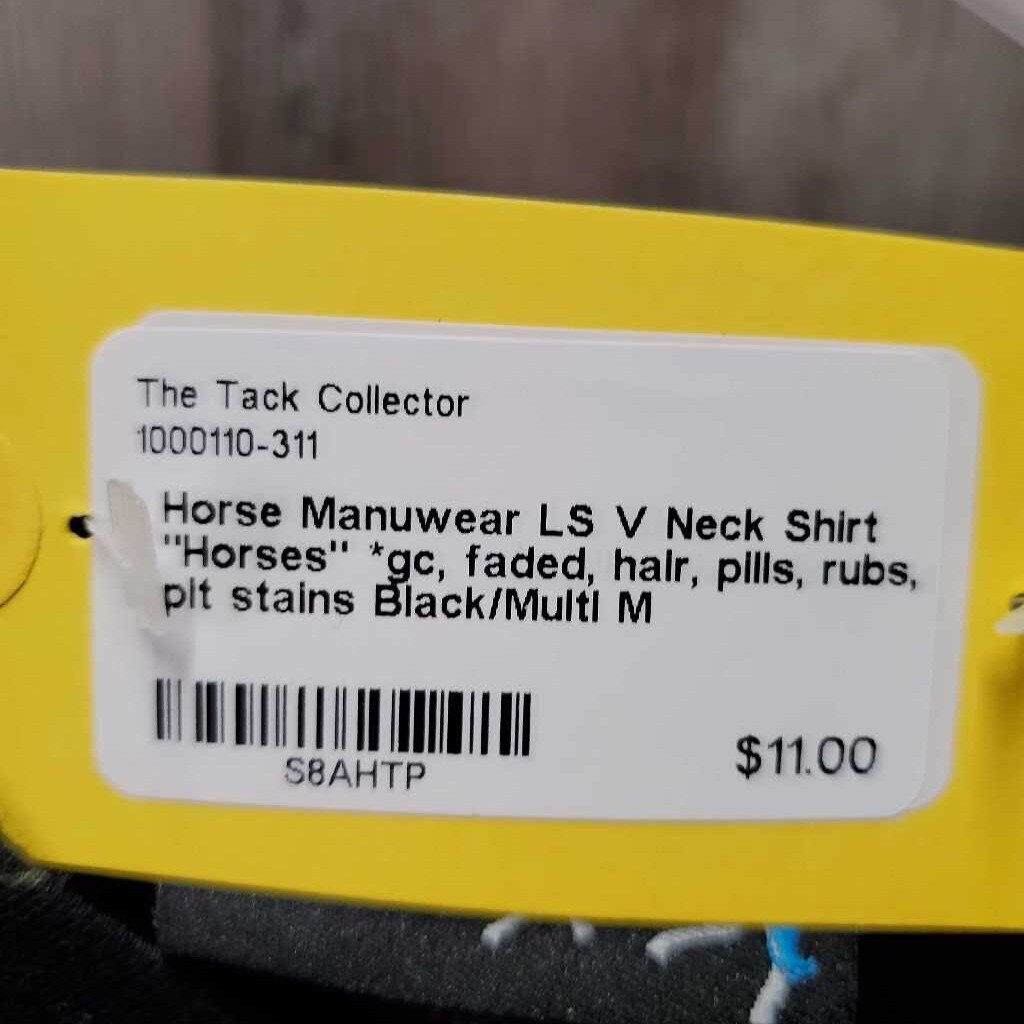 The Tack Collector
1000110-311
Horse Manuwear LS V Neck Shirt
"Horses" *gc, faded, hair, pills, rubs,
pit stains Black/Multi M
S8AHTP
$11.00